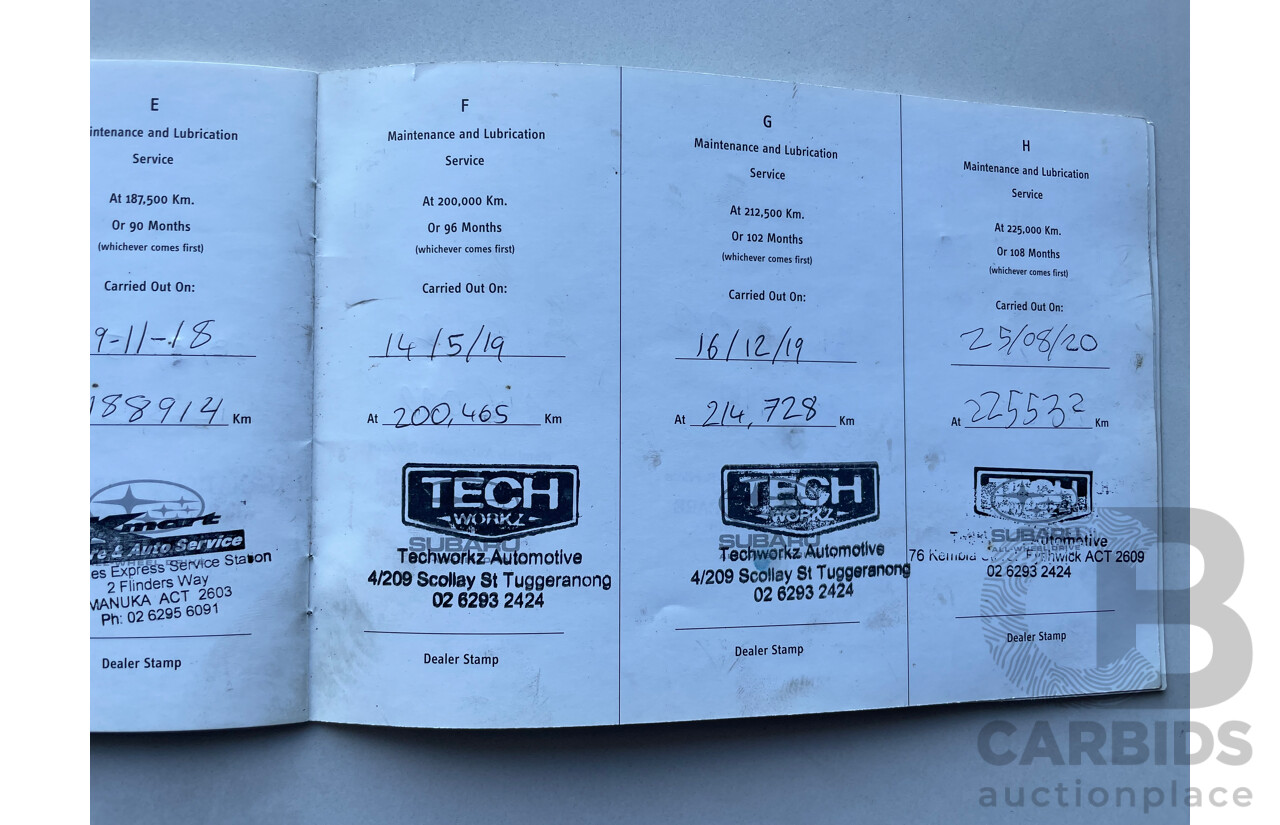 E
intenance and Lubrication
Service
At 187,500 Km.
Or 90 Months
(whichever comes first)
Carried Out On:
9-11-18
188914 Km
Kmart
re & Auto Service
es Express Service Station
2 Flinders Way
MANUKA ACT 2603
Ph: 02 6295 6091
Dealer Stamp
F
Maintenance and Lubrication
Service
At 200,000 Km.
Or 96 Months
(whichever comes first)
Carried Out On:
14/5/19
At 200,465 Km
TECH
WORKZ
SUBARU
Techworkz Automotive
4/209 Scollay St Tuggeranong
02 6293 2424
Dealer Stamp
G
Maintenance and Lubrication
Service
At 212,500 Km.
Or 102 Months
(whichever comes first)
Carried Out On:
16/12/19
At 214,728 Km
TECH
WORKZ
SUBARU
Techworkz Automotive
4/209 Scollay St Tuggeranong
02 6293 2424
Dealer Stamp
H
Maintenance and Lubrication
Service
At 225,000 Km.
Or 108 Months
(whichever comes first)
Carried Out On:
25/08/20
At 225532 Km
TECH
SUBARU
Automotive
76 Kembla Fyshwick ACT 2609
02 6293 2424
Dealer Stamp
CARBIDS
auctionplace